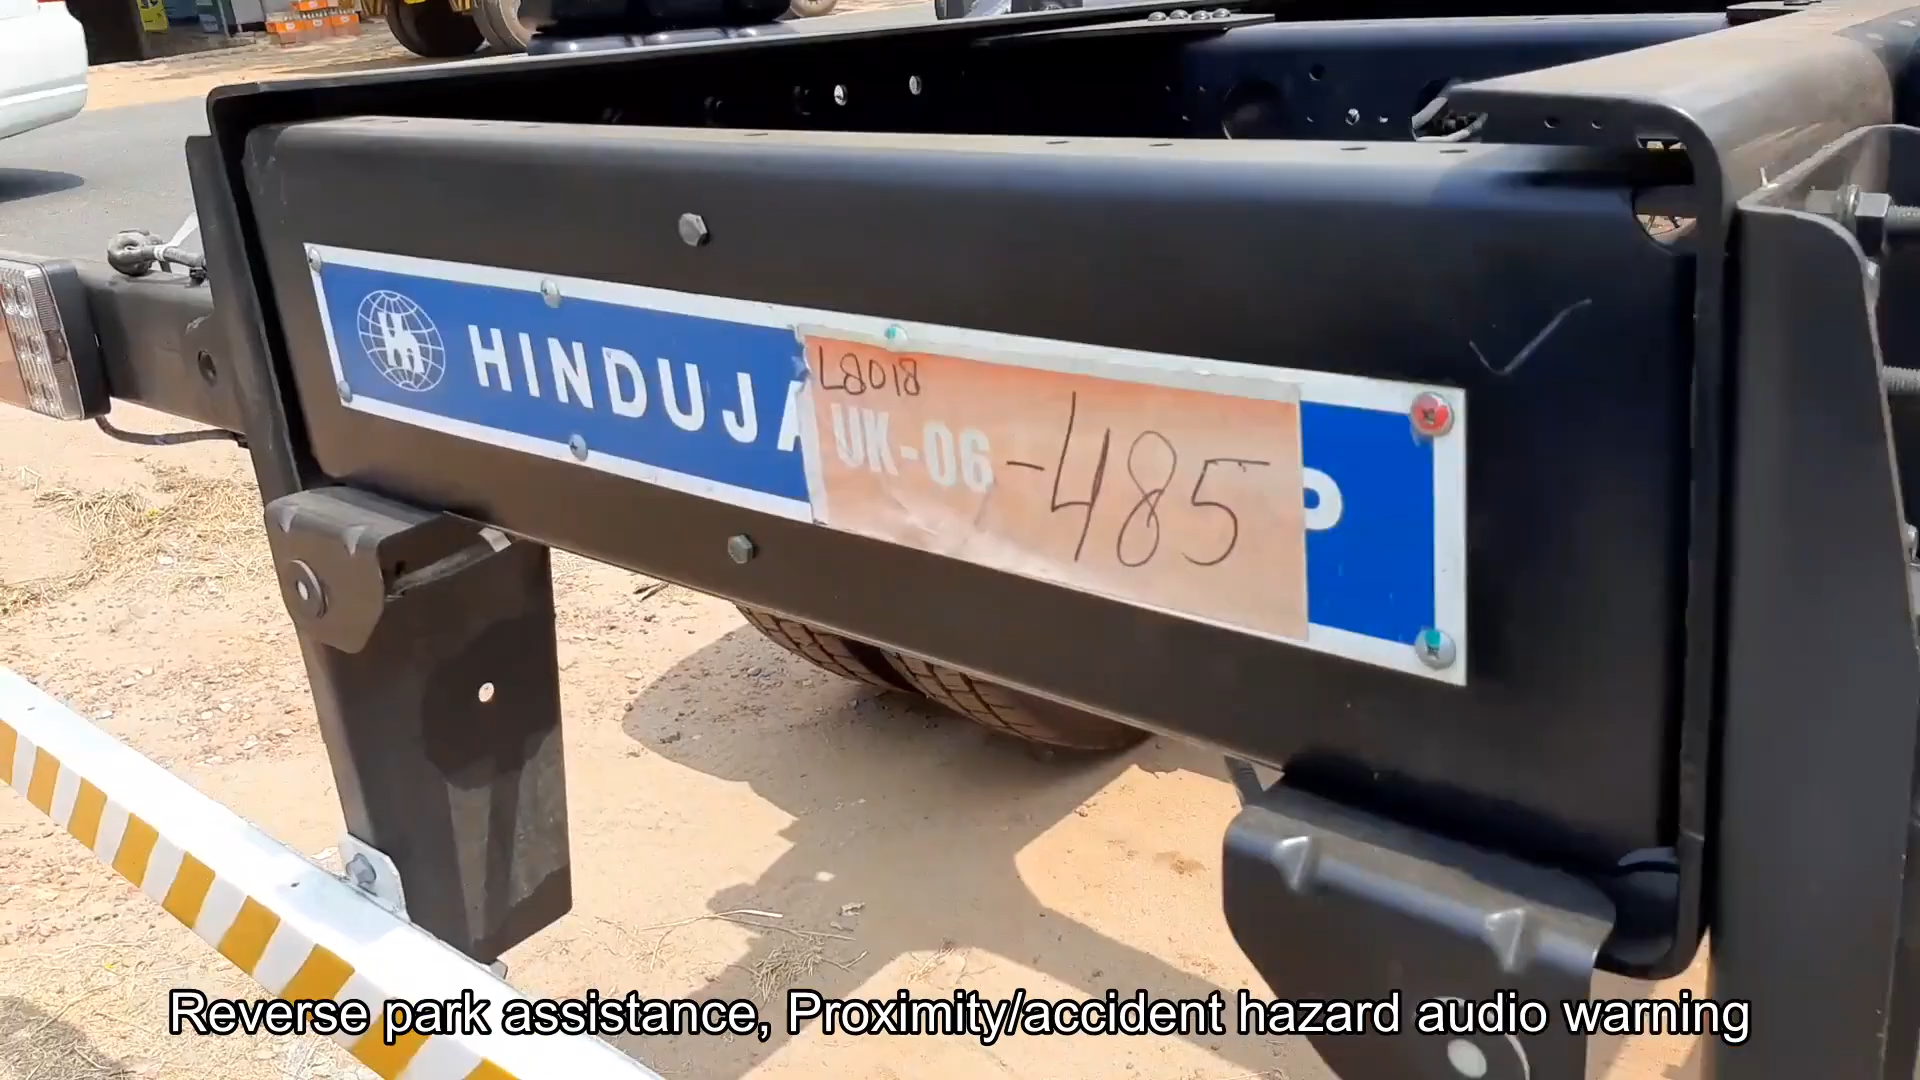 HINDUJA
L8018
UK-06 -485
P
Reverse park assistance, Proximity/accident hazard audio warning